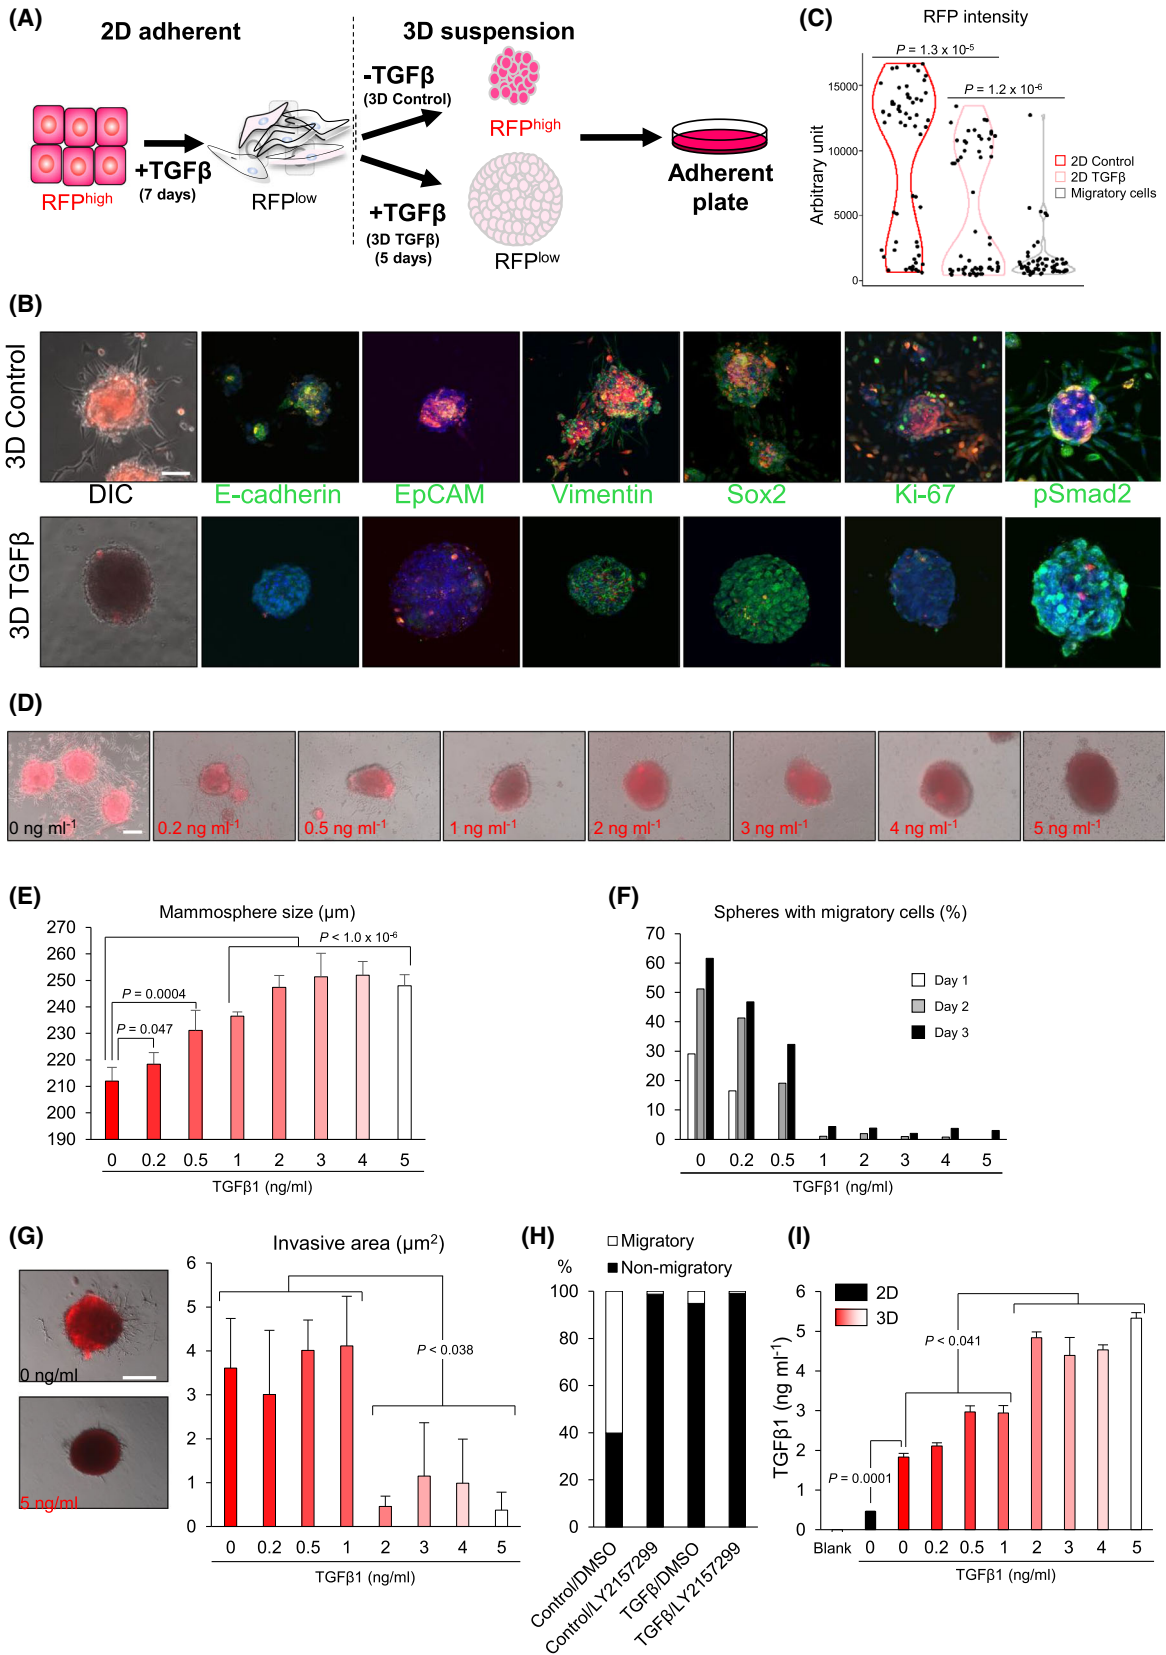 (A)
2D adherent
3D suspension
-TGFβ
(3D Control)
RFPhigh
+TGFβ
(7 days)
RFPhigh
RFPlow
+TGFβ
(3D TGFβ)
(5 days)
RFPlow
Adherent
plate
(C)
RFP intensity
P = 1.3 x 10-5
P = 1.2 x 10-6
Arbitrary unit
15000
10000
5000
0
2D Control
2D TGFβ
Migratory cells
(B)
3D Control
DIC
E-cadherin
EpCAM
Vimentin
Sox2
Ki-67
pSmad2
3D TGFβ
(D)
0 ng ml-1
0.2 ng ml-1
0.5 ng ml-1
1 ng ml-1
2 ng ml-1
3 ng ml-1
4 ng ml-1
5 ng ml-1
(E)
Mammosphere size (µm)
270
260
250
240
230
220
210
200
190
P < 1.0 x 10-6
P = 0.0004
P = 0.047
0 0.2 0.5 1 2 3 4 5
TGFβ1 (ng/ml)
(F)
Spheres with migratory cells (%)
70
60
50
40
30
20
10
0
Day 1
Day 2
Day 3
0 0.2 0.5 1 2 3 4 5
TGFβ1 (ng/ml)
(G)
0 ng/ml
5 ng/ml
Invasive area (µm2)
6
5
4
3
2
1
0
P < 0.038
0 0.2 0.5 1 2 3 4 5
TGFβ1 (ng/ml)
(H)
Migratory
Non-migratory
%
100
80
60
40
20
0
Control/DMSO
Control/LY2157299
TGFβ/DMSO
TGFβ/LY2157299
(I)
2D
3D
TGFβ1 (ng ml-1)
6
5
4
3
2
1
0
P < 0.041
P = 0.0001
Blank 0 0 0.2 0.5 1 2 3 4 5
TGFβ1 (ng/ml)